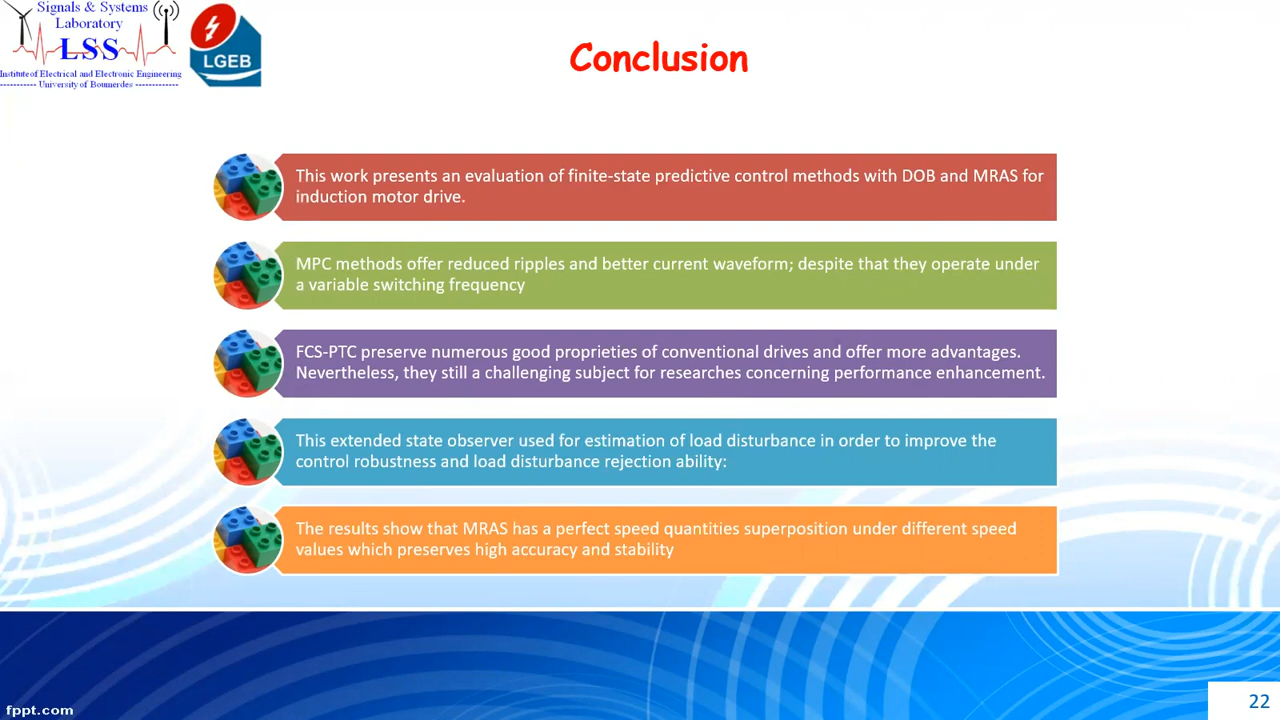 Signals & Systems
Laboratory
LSS
Institute of Electrical and Electronic Engineering
----------- University of Boumerdes -------------
LGEB
Conclusion
This work presents an evaluation of finite-state predictive control methods with DOB and MRAS for
induction motor drive.
MPC methods offer reduced ripples and better current waveform; despite that they operate under
a variable switching frequency
FCS-PTC preserve numerous good proprieties of conventional drives and offer more advantages.
Nevertheless, they still a challenging subject for researches concerning performance enhancement.
This extended state observer used for estimation of load disturbance in order to improve the
control robustness and load disturbance rejection ability:
The results show that MRAS has a perfect speed quantities superposition under different speed
values which preserves high accuracy and stability
fppt.com
22